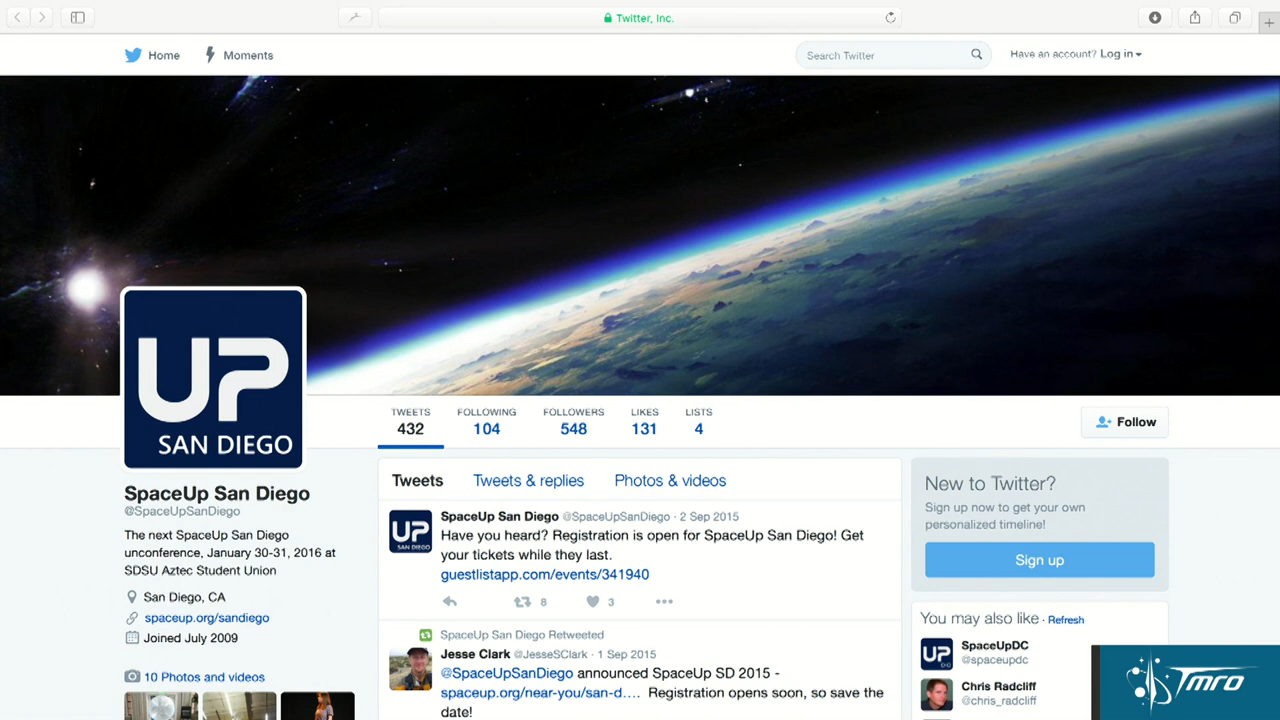 Twitter, Inc.
Home
Moments
Search Twitter
Have an account? Log in
UP
SAN DIEGO
TWEETS
432
FOLLOWING
104
FOLLOWERS
548
LIKES
131
LISTS
4
Follow
SpaceUp San Diego
@SpaceUpSanDiego
The next SpaceUp San Diego
unconference, January 30-31, 2016 at
SDSU Aztec Student Union
San Diego, CA
spaceup.org/sandiego
Joined July 2009
10 Photos and videos
Tweets
Tweets & replies
Photos & videos
UP
SAN DIEGO
SpaceUp San Diego @SpaceUpSanDiego · 2 Sep 2015
Have you heard? Registration is open for SpaceUp San Diego! Get
your tickets while they last.
guestlistapp.com/events/341940
8
3
SpaceUp San Diego Retweeted
Jesse Clark @JesseSClark · 1 Sep 2015
@SpaceUpSanDiego announced SpaceUp SD 2015 -
spaceup.org/near-you/san-d.… Registration opens soon, so save the
date!
New to Twitter?
Sign up now to get your own
personalized timeline!
Sign up
You may also like · Refresh
UP
SpaceUpDC
@spaceupdc
Chris Radcliff
@chris_radcliff
Tmro